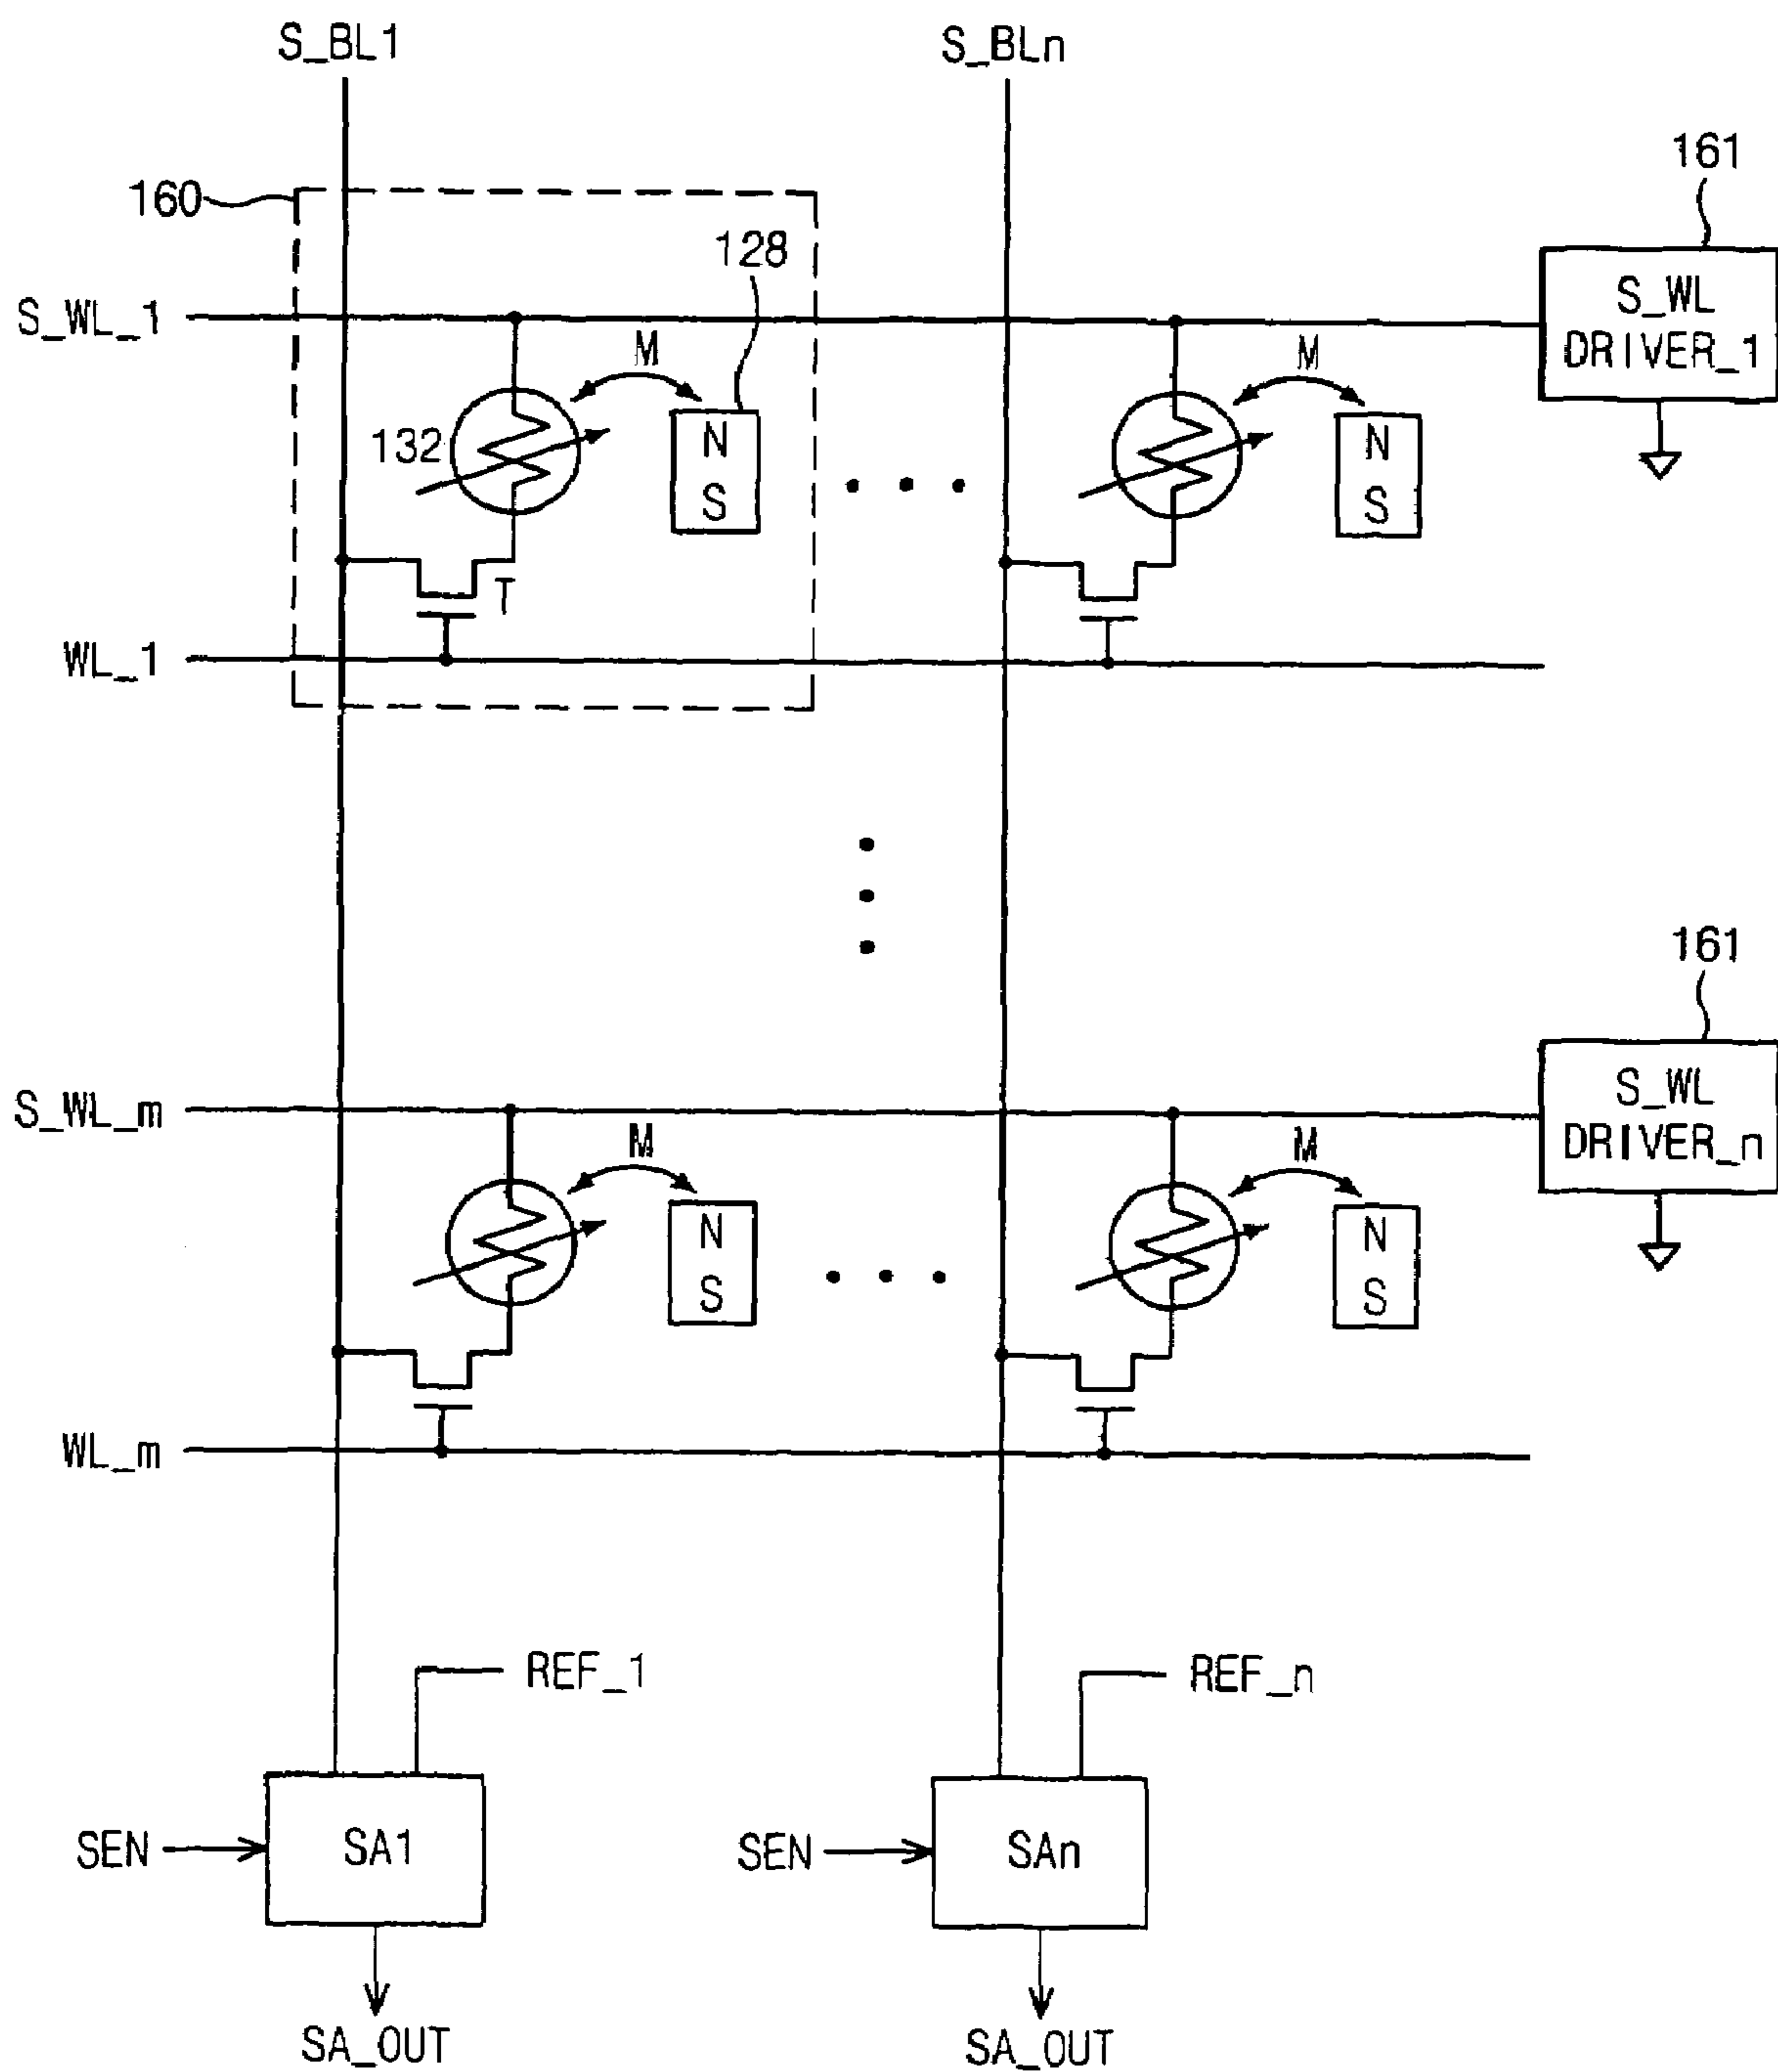 S_BL1
S_BLn
161
160
128
S_WL_1
S_WL
DRIVER_1
M
M
132
N
S
N
S
T
WL_1
161
S_WL_m
S_WL
DRIVER_n
M
M
N
S
N
S
WL_m
REF_1
REF_n
SEN
SA1
SEN
SAn
SA_OUT
SA_OUT